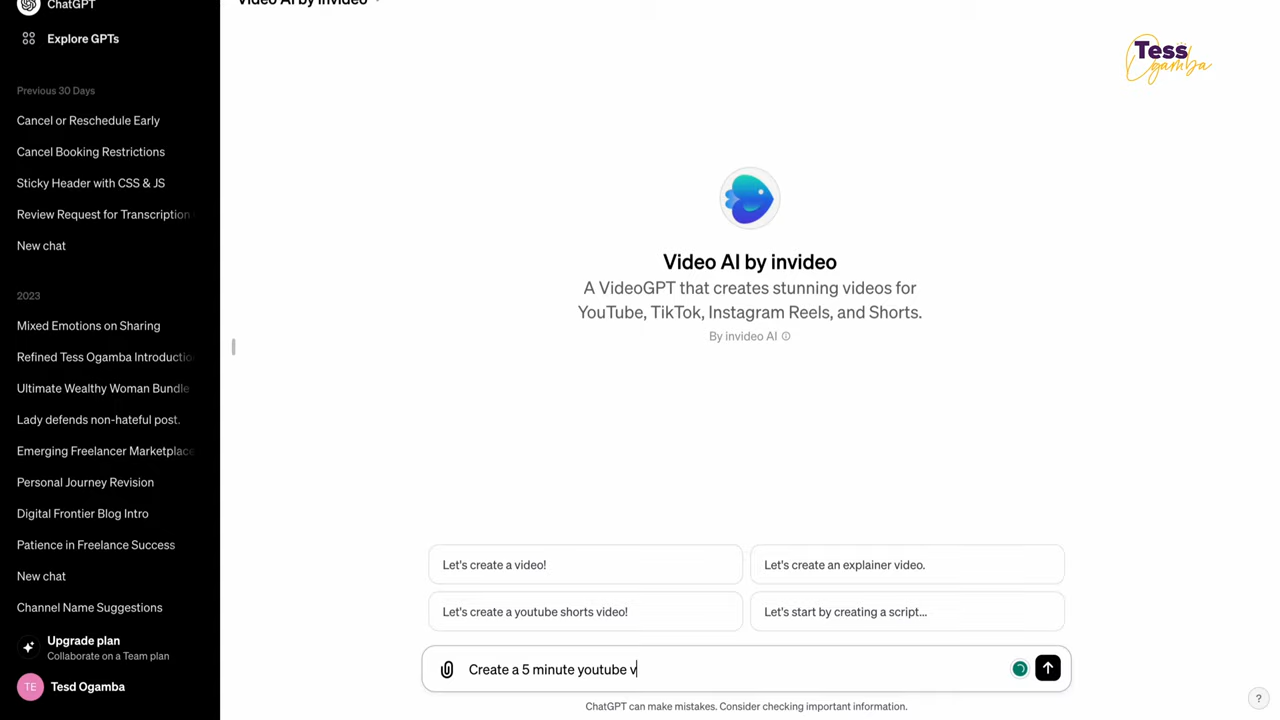 ChatGPT
Explore GPTs
Previous 30 Days
Cancel or Reschedule Early
Cancel Booking Restrictions
Sticky Header with CSS & JS
Review Request for Transcription
New chat
2023
Mixed Emotions on Sharing
Refined Tess Ogamba Introductio
Ultimate Wealthy Woman Bundle
Lady defends non-hateful post.
Emerging Freelancer Marketplace
Personal Journey Revision
Digital Frontier Blog Intro
Patience in Freelance Success
New chat
Channel Name Suggestions
Upgrade plan
Collaborate on a Team plan
TE
Tesd Ogamba
Video AI by invideo
Tess
Ogamba
Video AI by invideo
A VideoGPT that creates stunning videos for
YouTube, TikTok, Instagram Reels, and Shorts.
By invideo AI
Let's create a video!
Let's create an explainer video.
Let's create a youtube shorts video!
Let's start by creating a script...
Create a 5 minute youtube v
ChatGPT can make mistakes. Consider checking important information.
?